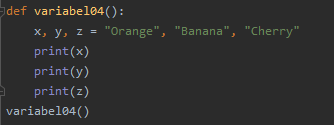 def variabel04():
    x, y, z = "Orange", "Banana", "Cherry"
    print(x)
    print(y)
    print(z)
variabel04()